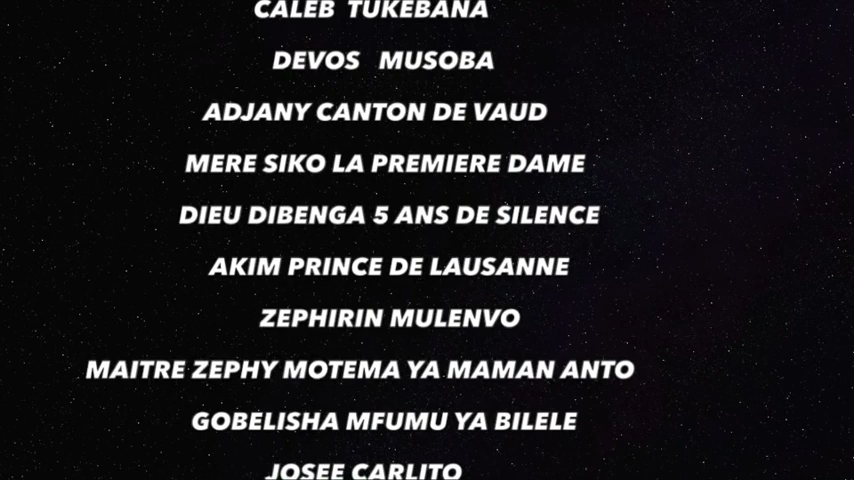 CALEB TUKEBANA
DEVOS MUSOBA
ADJANY CANTON DE VAUD
MERE SIKO LA PREMIERE DAME
DIEU DIBENGA 5 ANS DE SILENCE
AKIM PRINCE DE LAUSANNE
ZEPHIRIN MULENVO
MAITRE ZEPHY MOTEMA YA MAMAN ANTO
GOBELISHA MFUMU YA BILELE
JOSEE CARLITO